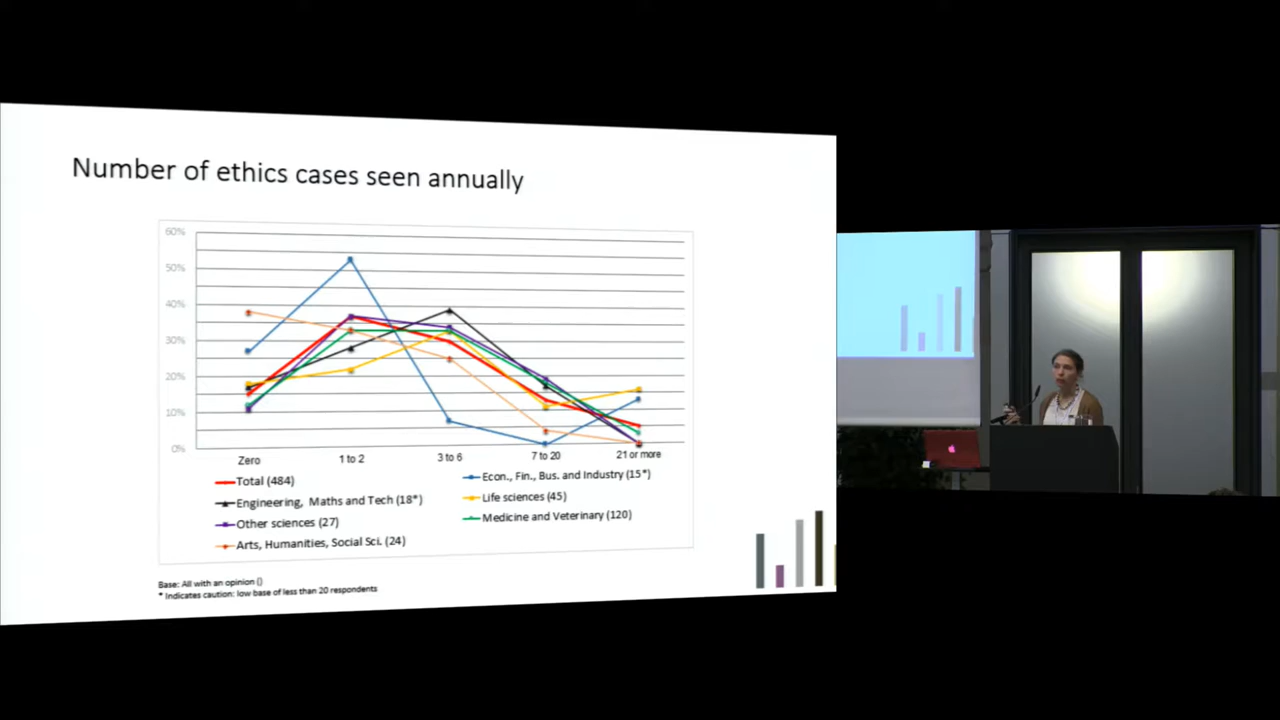 Number of ethics cases seen annually
60%
50%
40%
30%
20%
10%
0%
Zero 1 to 2 3 to 6 7 to 20 21 or more
Total (484) Econ., Fin., Bus. and Industry (15*)
Engineering, Maths and Tech (18*) Life sciences (45)
Other sciences (27) Medicine and Veterinary (120)
Arts, Humanities, Social Sci. (24)
Base: All with an opinion ()
* Indicates caution: low base of less than 20 respondents